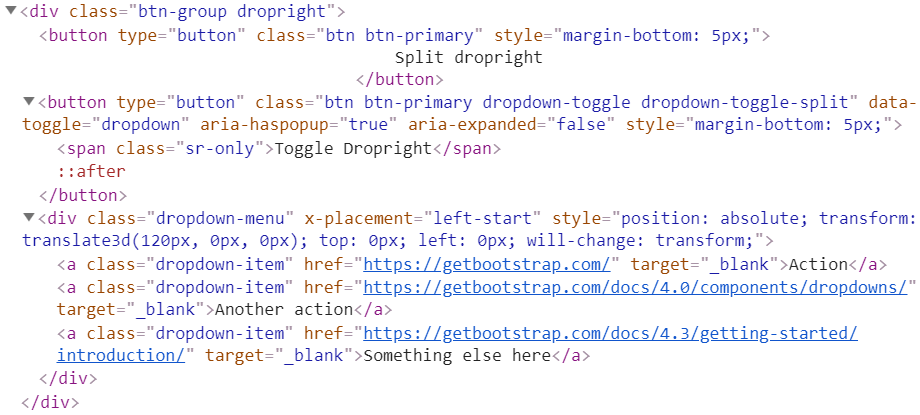 ▼<div class="btn-group dropright">
<button type="button" class="btn btn-primary" style="margin-bottom: 5px;">
Split dropright
</button>
▼<button type="button" class="btn btn-primary dropdown-toggle dropdown-toggle-split" data-
toggle="dropdown" aria-haspopup="true" aria-expanded="false" style="margin-bottom: 5px;">
<span class="sr-only">Toggle Dropright</span>
::after
</button>
▼<div class="dropdown-menu" x-placement="left-start" style="position: absolute; transform:
translate3d(120px, 0px, 0px); top: 0px; left: 0px; will-change: transform;">
<a class="dropdown-item" href="https://getbootstrap.com/" target="_blank">Action</a>
<a class="dropdown-item" href="https://getbootstrap.com/docs/4.0/components/dropdowns/"
target="_blank">Another action</a>
<a class="dropdown-item" href="https://getbootstrap.com/docs/4.3/getting-started/
introduction/" target="_blank">Something else here</a>
</div>
</div>